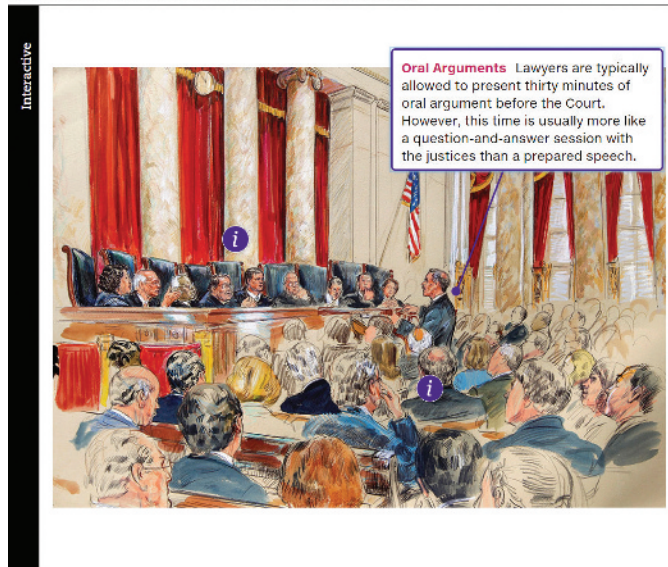 Interactive
Oral Arguments Lawyers are typically
allowed to present thirty minutes of
oral argument before the Court.
However, this time is usually more like
a question-and-answer session with
the justices than a prepared speech.
i
i